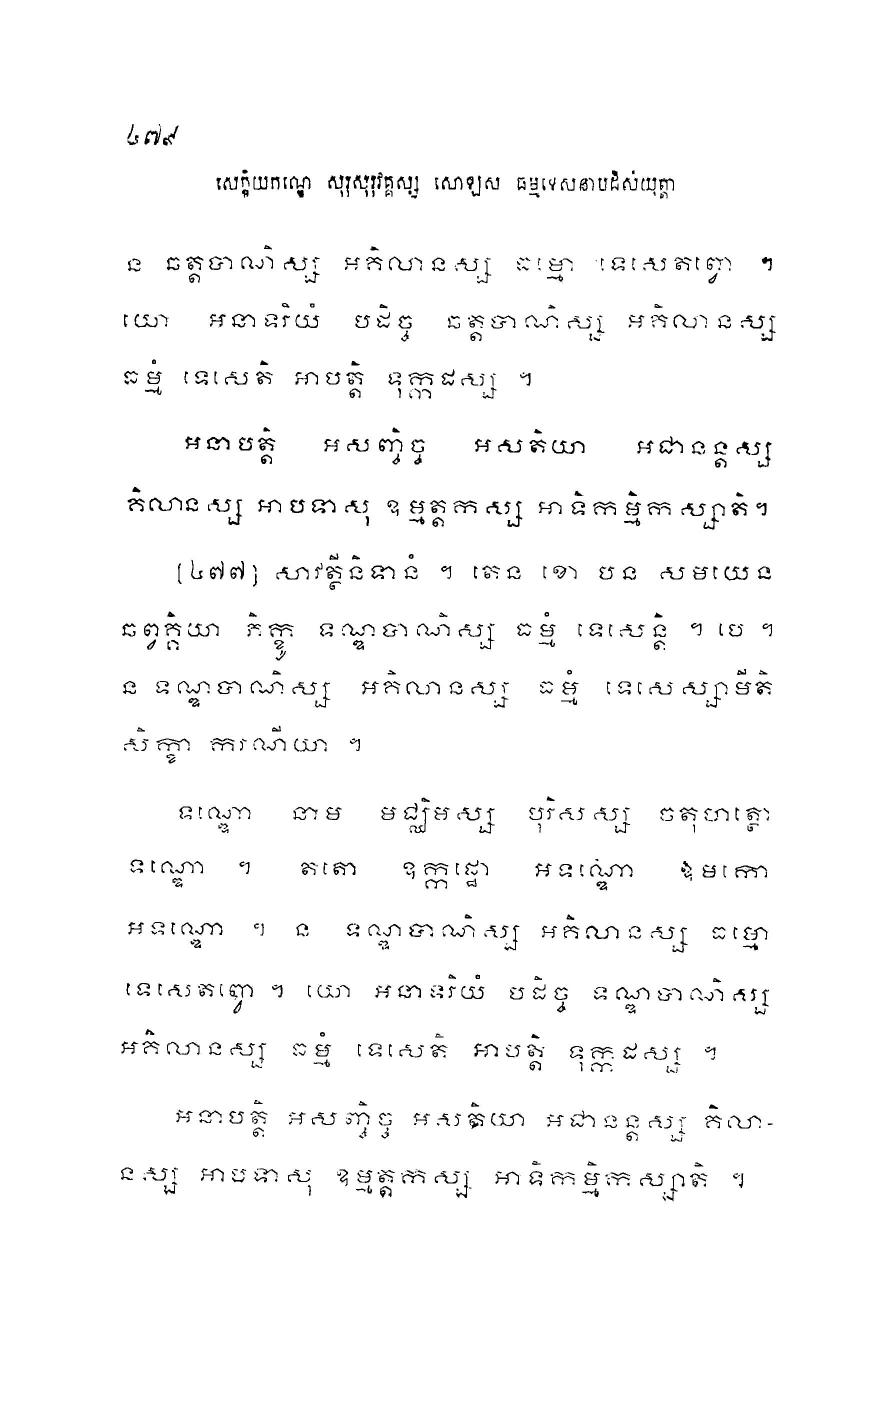 ៤៧៩
សេក្ខិយកណ្ឌេ សុរុសុរុវគ្គស្ស សោឡស ធម្មទេសនាបដិសំយុត្តា
ន ឆត្តបាណិស្ស អគិលានស្ស ធម្មោ ទេសេតព្វោ ។
យោ អនាទរិយំ បដិច្ច ឆត្តបាណិស្ស អគិលានស្ស
ធម្មំ ទេសេតិ អាបត្តិ ទុក្កដស្ស ។
អនាបត្តិ អសញ្ចិច្ច អសតិយា អជានន្តស្ស
គិលានស្ស អាបទាសុ ឧម្មត្តកស្ស អាទិកម្មិកស្សាតិ។
[៤៧៧] សាវត្ថីនិទានំ ។ តេន ខោ បន សមយេន
ឆព្វគ្គិយា ភិក្ខូ ទណ្ឌបាណិស្ស ធម្មំ ទេសេន្តិ ។ បេ ។
ន ទណ្ឌបាណិស្ស អគិលានស្ស ធម្មំ ទេសេស្សាមីតិ
សិក្ខា ករណីយា ។
ទណ្ឌោ នាម មជ្ឈិមស្ស បុរិសស្ស ចតុហត្ថោ
ទណ្ឌោ ។ តតោ ឧក្កដ្ឋោ អទណ្ឌោ ឱមកោ
អទណ្ឌោ ។ ន ទណ្ឌបាណិស្ស អគិលានស្ស ធម្មោ
ទេសេតព្វោ ។ យោ អនាទរិយំ បដិច្ច ទណ្ឌបាណិស្ស
អគិលានស្ស ធម្មំ ទេសេតិ អាបត្តិ ទុក្កដស្ស ។
អនាបត្តិ អសញ្ចិច្ច អសតិយា អជានន្តស្ស គិលា-
នស្ស អាបទាសុ ឧម្មត្តកស្ស អាទិកម្មិកស្សាតិ ។